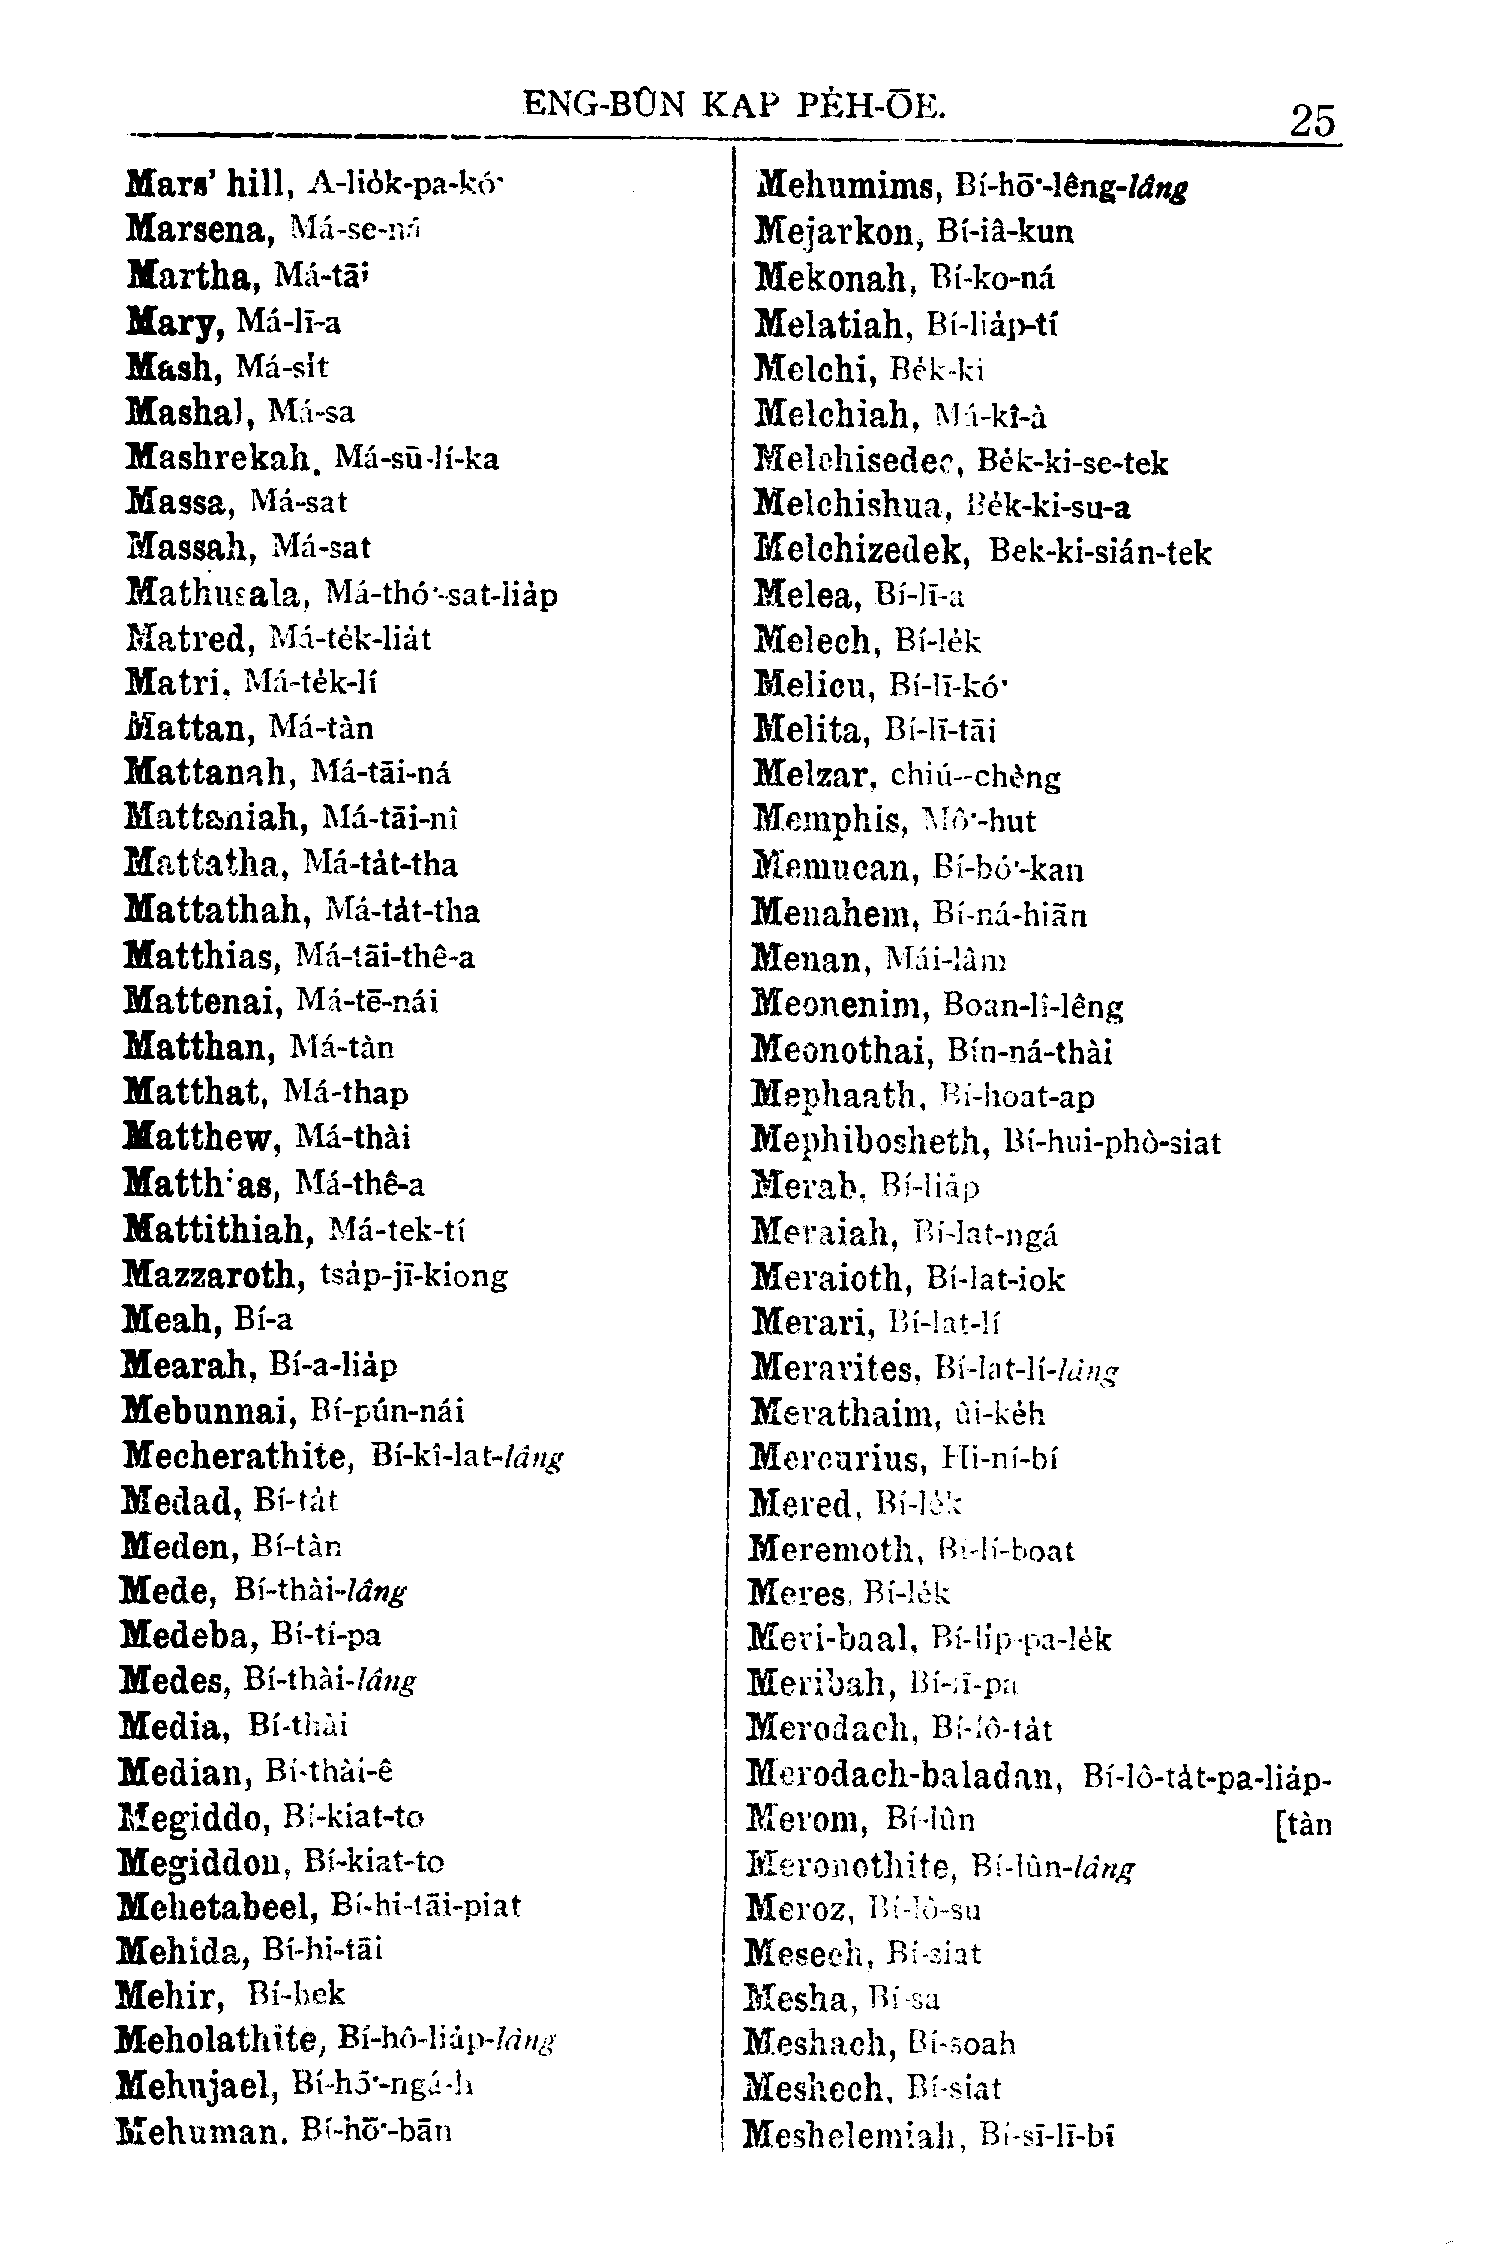 ENG-BÛN KAP PE̍H-ŌE.
25
Mars' hill, A-lio̍k-pa-kó͘
Marsena, Má-se-ná
Martha, Má-tāi
Mary, Má-lī-a
Mash, Má-si̍t
Mashal, Má-sa
Mashrekah, Má-sū-lí-ka
Massa, Má-sat
Massah, Má-sat
Mathusala, Má-thó͘-sat-lia̍p
Matred, Má-te̍k-lia̍t
Matri, Má-te̍k-lí
Mattan, Má-tàn
Mattanah, Má-tāi-ná
Mattaniah, Má-tāi-nî
Mattatha, Má-ta̍t-tha
Mattathah, Má-ta̍t-tha
Matthias, Má-tāi-thê-a
Mattenai, Má-tē-nái
Matthan, Má-tàn
Matthat, Má-thap
Matthew, Má-thài
Matthias, Má-thê-a
Mattithiah, Má-tek-tí
Mazzaroth, tsa̍p-jī-kiong
Meah, Bí-a
Mearah, Bí-a-lia̍p
Mebunnai, Bí-pún-nái
Mecherathite, Bí-kî-lat-lâng
Medad, Bí-ta̍t
Meden, Bí-tàn
Mede, Bí-thài-lâng
Medeba, Bí-tí-pa
Medes, Bí-thài-lâng
Media, Bí-thài
Median, Bí-thài-ê
Megiddo, Bí-kiat-to
Megiddon, Bí-kiat-to
Mehetabeel, Bí-hi-tāi-piat
Mehida, Bí-hi-tāi
Mehir, Bí-hek
Meholathite, Bí-hô-lia̍p-lâng
Mehujael, Bí-hō͘-ngá-h
Mehuman, Bí-hō͘-bān
Mehumims, Bí-hō͘-lêng-lâng
Mejarkon, Bí-iâ-kun
Mekonah, Bí-ko-ná
Melatiah, Bí-lia̍p-tí
Melchi, Be̍k-ki
Melchiah, Má-kî-à
Melchisedec, Be̍k-ki-se-tek
Melchishua, Be̍k-ki-su-a
Melchizedek, Bek-ki-sián-tek
Melea, Bí-lī-a
Melech, Bí-le̍k
Melicu, Bí-lī-kó͘
Melita, Bí-lī-tāi
Melzar, chiú--chèng
Memphis, Mô͘-hut
Memucan, Bí-bó͘-kan
Menahem, Bí-ná-hiān
Menan, Mái-lâm
Meonenim, Boan-lî-lêng
Meonothai, Bín-ná-thài
Mephaath, Bí-hoat-ap
Mephibosheth, Bí-hui-phò-siat
Merab, Bí-lia̍p
Meraiah, Bí-lat-ngá
Meraioth, Bí-lat-iok
Merari, Bí-lat-lí
Merarites, Bí-lat-lí-lâng
Merathaim, ûi-ke̍h
Mercurius, Hi-ní-bí
Mered, Bí-le̍k
Meremoth, Bí-lí-boat
Meres, Bí-le̍k
Meri-baal, Bí-li̍p-pa-le̍k
Meribah, Bí-lī-pa
Merodach, Bí-lô-ta̍t
Merodach-baladan, Bí-lô-ta̍t-pa-lia̍p-
Merom, Bí-lûn [tàn
Meronothite, Bí-lûn-lâng
Meroz, Bí-lô-su
Mesech, Bí-siat
Mesha, Bí-sa
Meshach, Bí-soah
Meshech, Bí-siat
Meshelemiah, Bí-sī-lī-bí